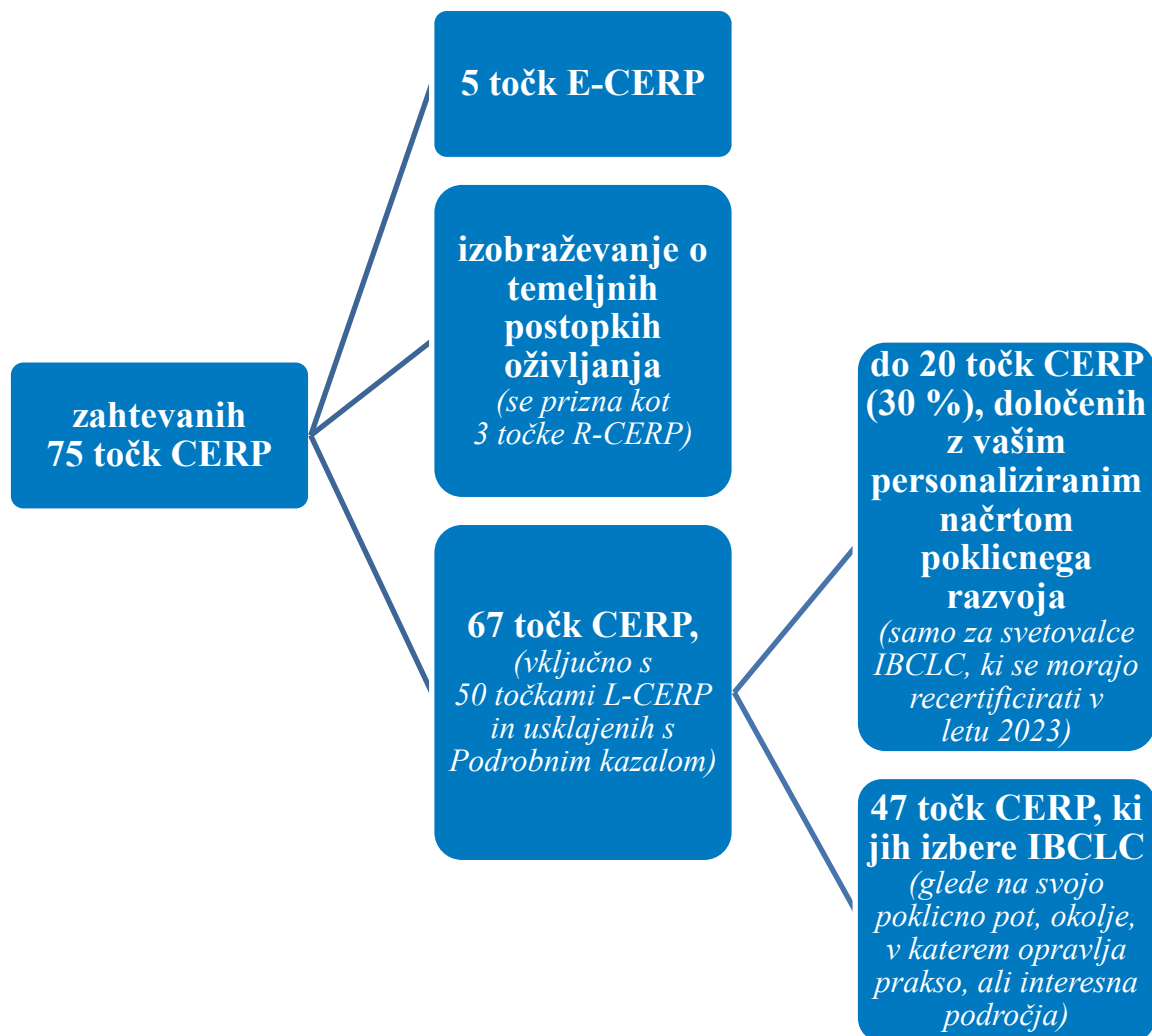 5 točk E-CERP
izobraževanje o
temeljnih
postopkih
oživljanja
(se prizna kot
3 točke R-CERP)
zahtevanih
75 točk CERP
67 točk CERP,
(vključno s
50 točkami L-CERP
in usklajenih s
Podrobnim kazalom)
do 20 točk CERP
(30 %), določenih
z vašim
personaliziranim
načrtom
poklicnega
razvoja
(samo za svetovalce
IBCLC, ki se morajo
recertificirati v
letu 2023)
47 točk CERP, ki
jih izbere IBCLC
(glede na svojo
poklicno pot, okolje,
v katerem opravlja
prakso, ali interesna
področja)